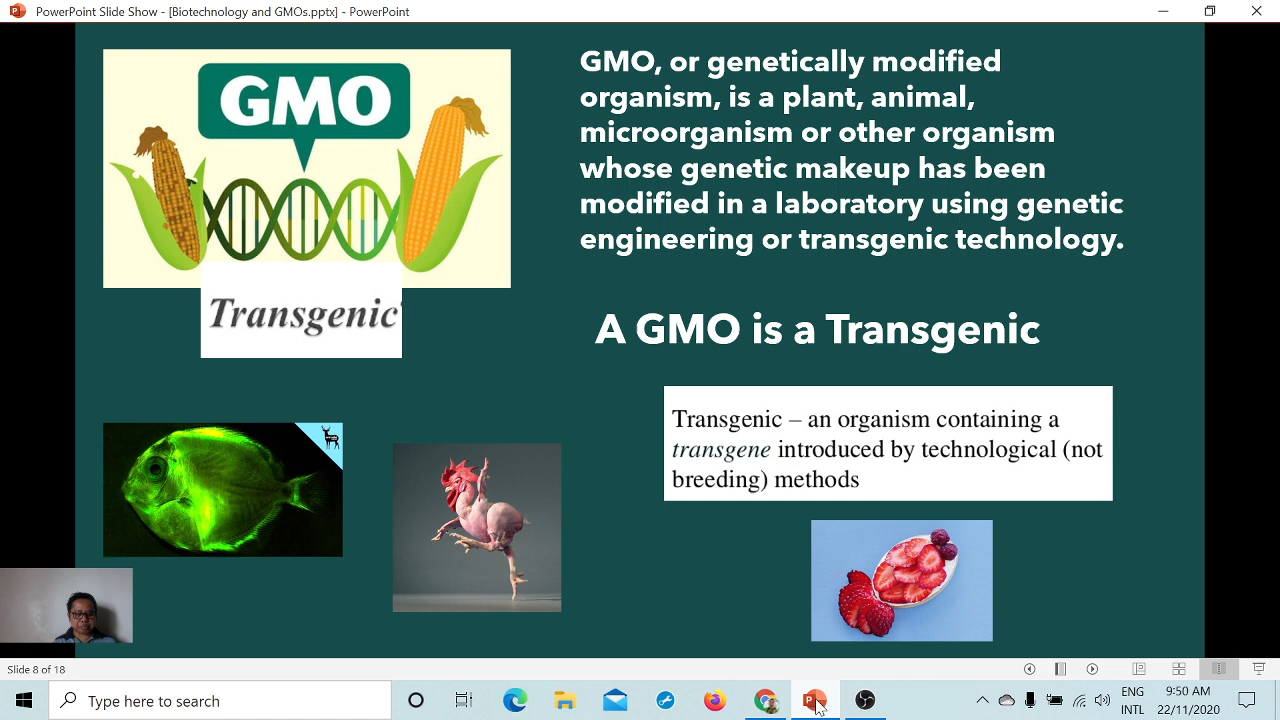 PowerPoint Slide Show - [Biotechnology and GMOs.pptx] - PowerPoint
GMO
Transgenic
GMO, or genetically modified
organism, is a plant, animal,
microorganism or other organism
whose genetic makeup has been
modified in a laboratory using genetic
engineering or transgenic technology.
A GMO is a Transgenic
Transgenic – an organism containing a
transgene introduced by technological (not
breeding) methods
Slide 8 of 18
Type here to search
ENG
INTL
9:50 AM
22/11/2020